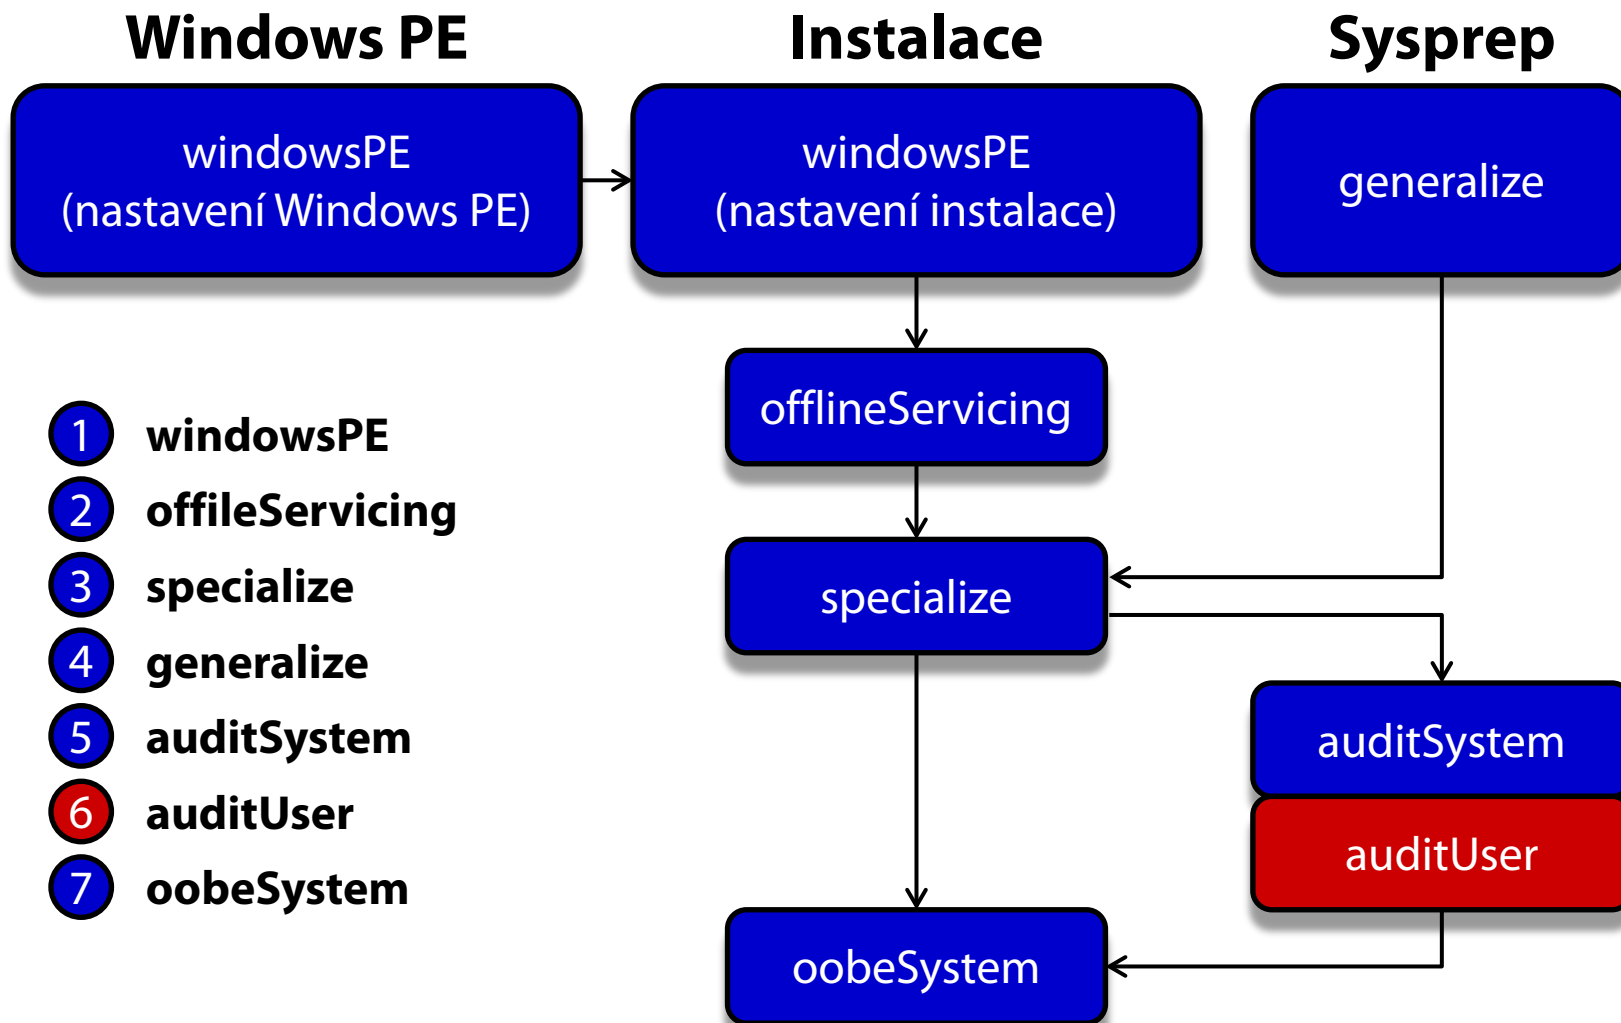 Windows PE
Instalace
Sysprep
windowsPE
(nastavení Windows PE)
windowsPE
(nastavení instalace)
generalize
offlineServicing
1 windowsPE
2 offileServicing
3 specialize
4 generalize
5 auditSystem
6 auditUser
7 oobeSystem
specialize
auditSystem
auditUser
oobeSystem